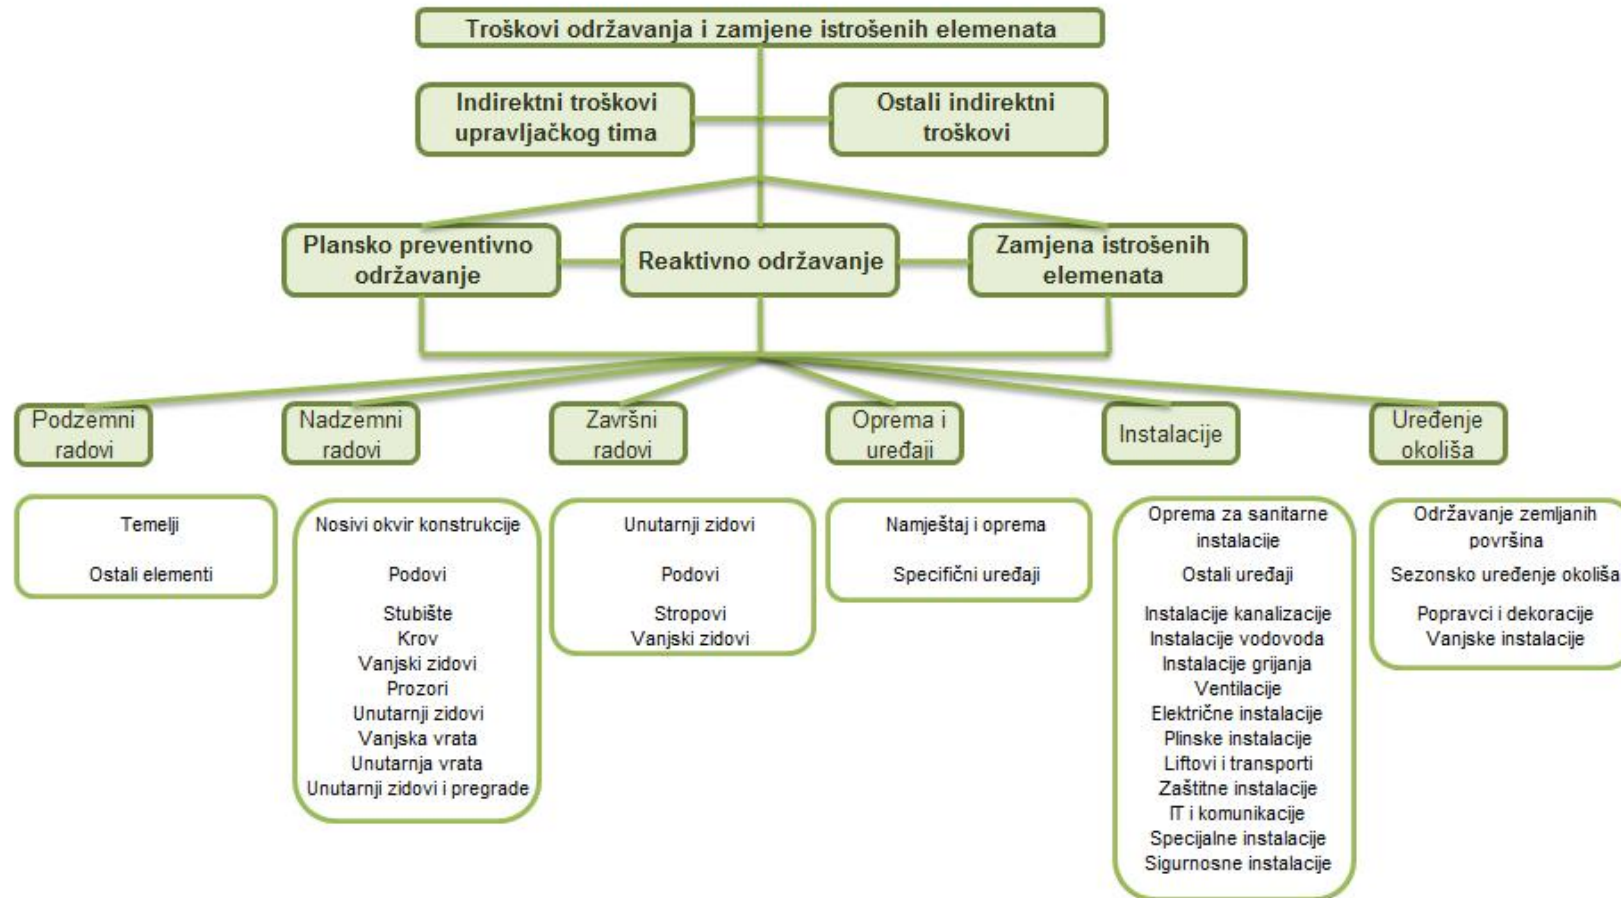 Troškovi održavanja i zamjene istrošenih elemenata
Indirektni troškovi
upravljačkog tima
Ostali indirektni
troškovi
Plansko preventivno
održavanje
Reaktivno održavanje
Zamjena istrošenih
elemenata
Podzemni
radovi
Nadzemni
radovi
Završni
radovi
Oprema i
uređaji
Instalacije
Uređenje
okoliša
Temelji
Ostali elementi
Nosivi okvir konstrukcije
Podovi
Stubište
Krov
Vanjski zidovi
Prozori
Unutarnji zidovi
Vanjska vrata
Unutarnja vrata
Unutarnji zidovi i pregrade
Unutarnji zidovi
Podovi
Stropovi
Vanjski zidovi
Namještaj i oprema
Specifični uređaji
Oprema za sanitarne
instalacije
Ostali uređaji
Instalacije kanalizacije
Instalacije vodovoda
Instalacije grijanja
Ventilacije
Električne instalacije
Plinske instalacije
Liftovi i transporti
Zaštitne instalacije
IT i komunikacije
Specijalne instalacije
Sigurnosne instalacije
Održavanje zemljanih
površina
Sezonsko uređenje okoliša
Popravci i dekoracije
Vanjske instalacije